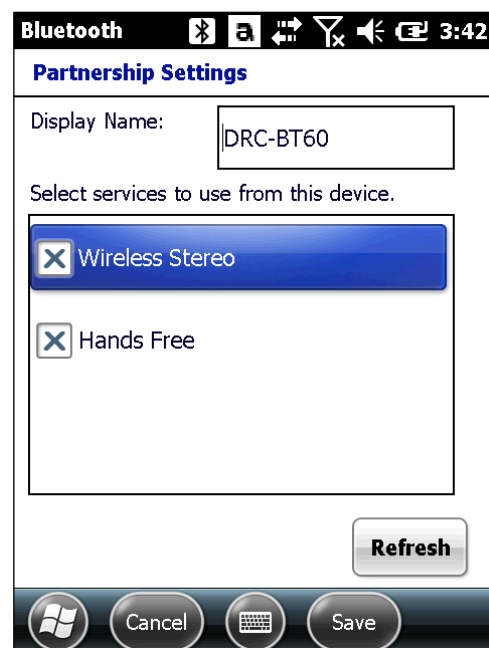 Bluetooth a 3:42
Partnership Settings
Display Name:
DRC-BT60
Select services to use from this device.
Wireless Stereo
Hands Free
Refresh
Cancel Save